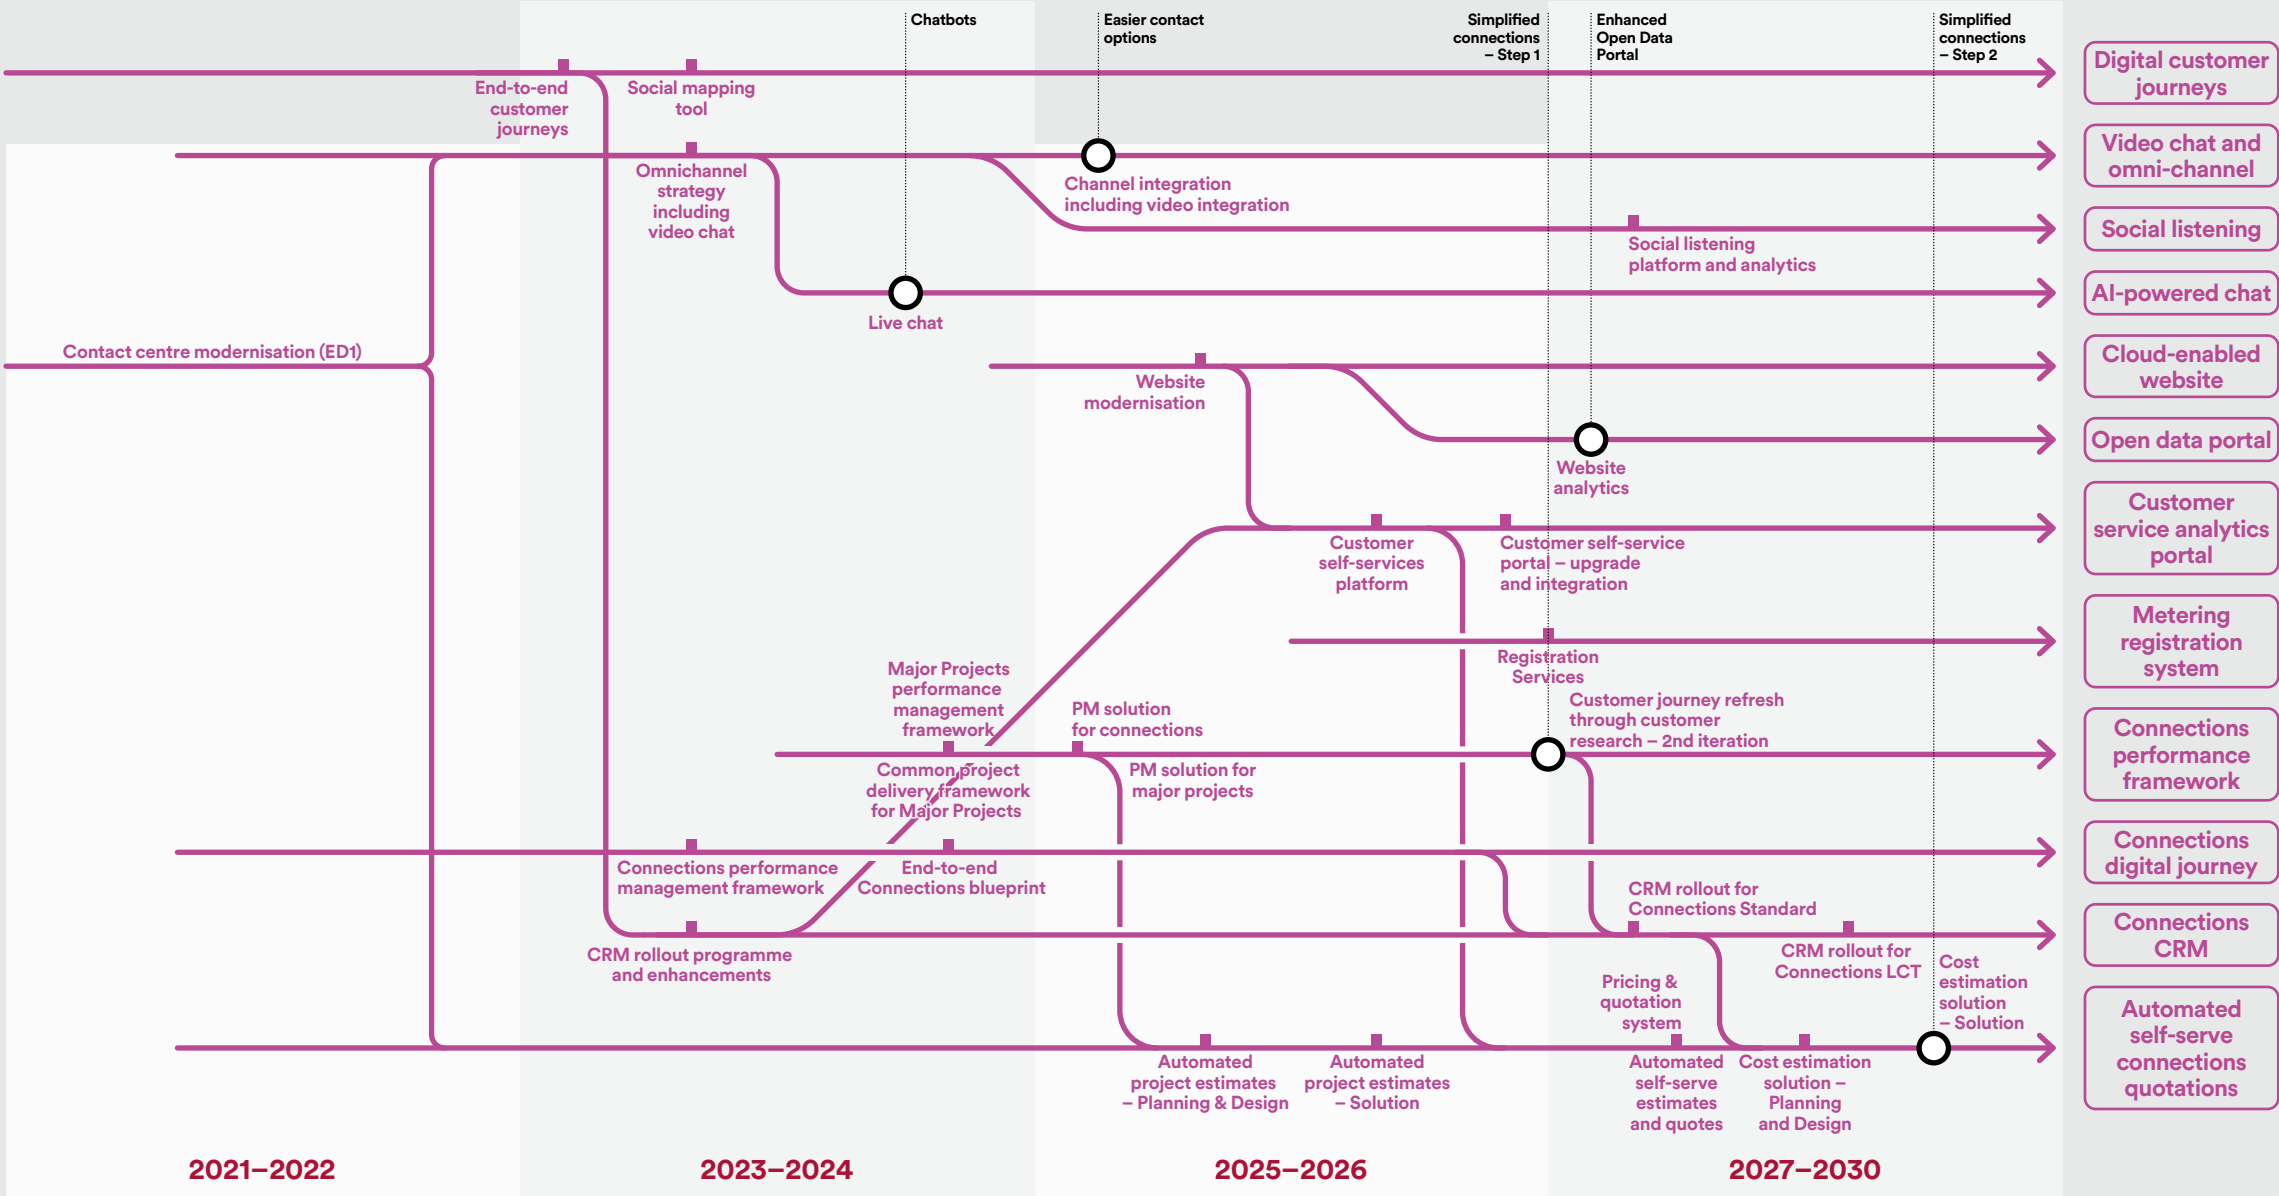 Chatbots
Easier contact
options
Simplified
connections
– Step 1
Enhanced
Open Data
Portal
Simplified
connections
– Step 2
End-to-end
customer
journeys
Social mapping
tool
Digital customer
journeys
Omnichannel
strategy
including
video chat
Channel integration
including video integration
Video chat and
omni-channel
Social listening
platform and analytics
Social listening
Live chat
AI-powered chat
Contact centre modernisation (ED1)
Website
modernisation
Cloud-enabled
website
Website
analytics
Open data portal
Customer
self-services
platform
Customer self-service
portal – upgrade
and integration
Customer
service analytics
portal
Registration
Services
Metering
registration
system
Major Projects
performance
management
framework
Common project
delivery framework
for Major Projects
PM solution
for connections
PM solution for
major projects
Customer journey refresh
through customer
research – 2nd iteration
Connections
performance
framework
Connections performance
management framework
End-to-end
Connections blueprint
Connections
digital journey
CRM rollout programme
and enhancements
CRM rollout for
Connections Standard
CRM rollout for
Connections LCT
Connections
CRM
Automated
project estimates
– Planning & Design
Automated
project estimates
– Solution
Pricing &
quotation
system
Automated
self-serve
estimates
and quotes
Cost estimation
solution –
Planning
and Design
Cost
estimation
solution
– Solution
Automated
self-serve
connections
quotations
2021–2022
2023–2024
2025–2026
2027–2030